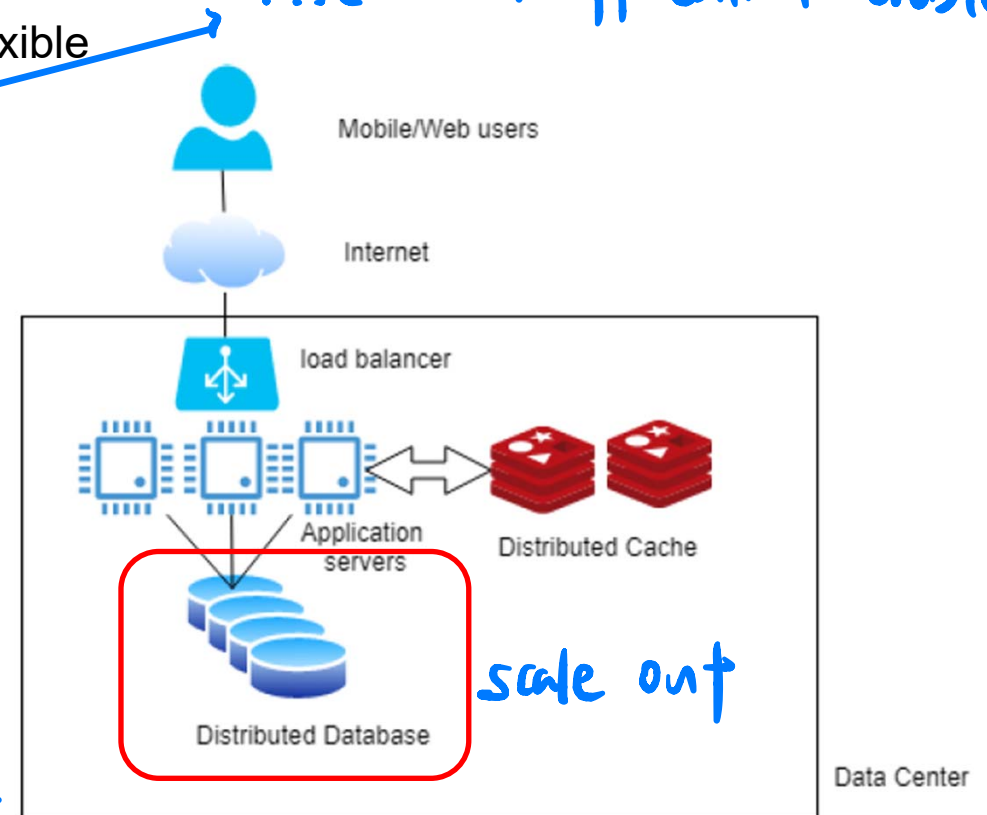 xible
Mobile/Web users
Internet
load balancer
Application
servers
Distributed Cache
scale out
Distributed Database
Data Center